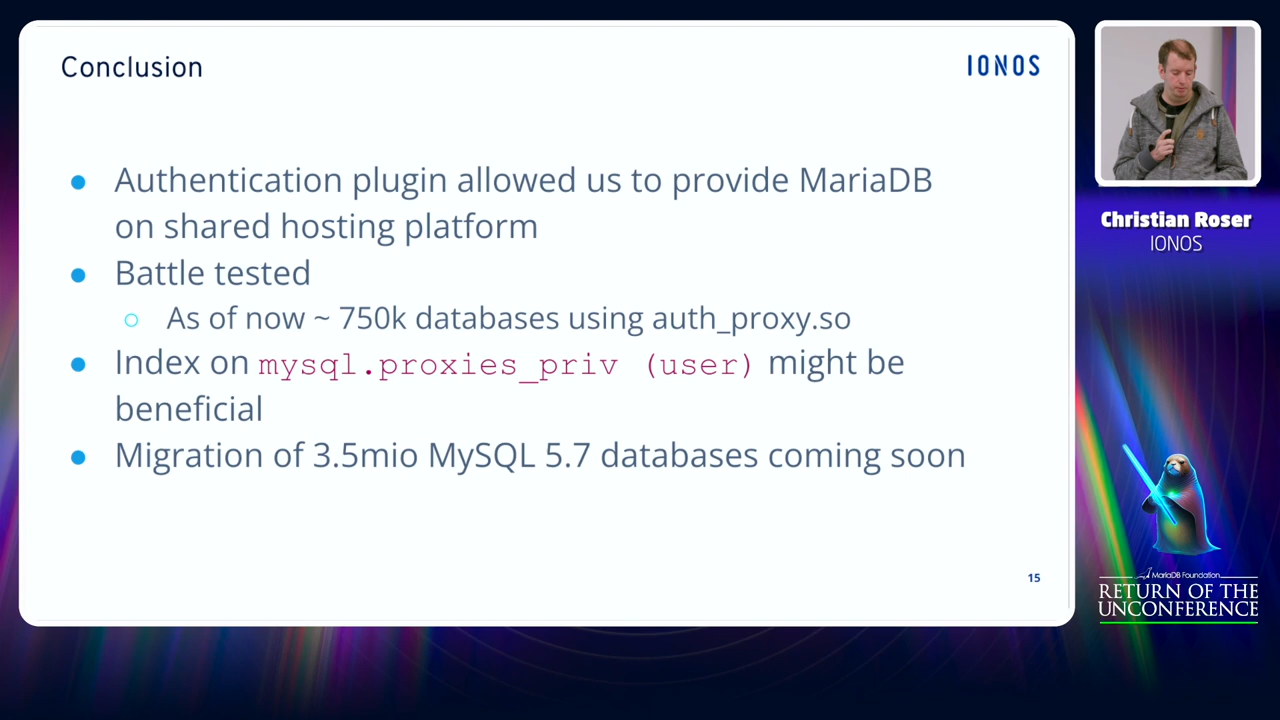 Conclusion
IONOS
● Authentication plugin allowed us to provide MariaDB
on shared hosting platform
● Battle tested
○ As of now ~ 750k databases using auth_proxy.so
● Index on mysql.proxies_priv (user) might be
beneficial
● Migration of 3.5mio MySQL 5.7 databases coming soon
15
Christian Roser
IONOS
MariaDB Foundation
RETURN OF THE
UNCONFERENCE